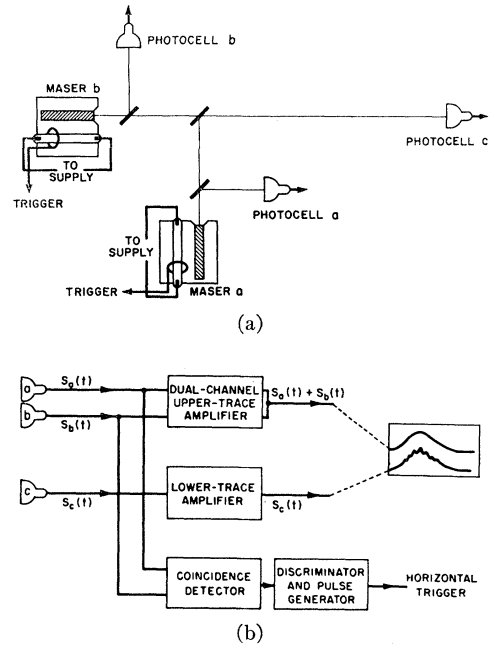 PHOTOCELL b
MASER b
PHOTOCELL c
TO
SUPPLY
TRIGGER
PHOTOCELL a
TO
SUPPLY
TRIGGER
MASER a
(a)
a
Sa(t)
DUAL-CHANNEL
UPPER-TRACE
AMPLIFIER
Sa(t) + Sb(t)
b
Sb(t)
c
Sc(t)
LOWER-TRACE
AMPLIFIER
Sc(t)
COINCIDENCE
DETECTOR
DISCRIMINATOR
AND PULSE
GENERATOR
HORIZONTAL
TRIGGER
(b)